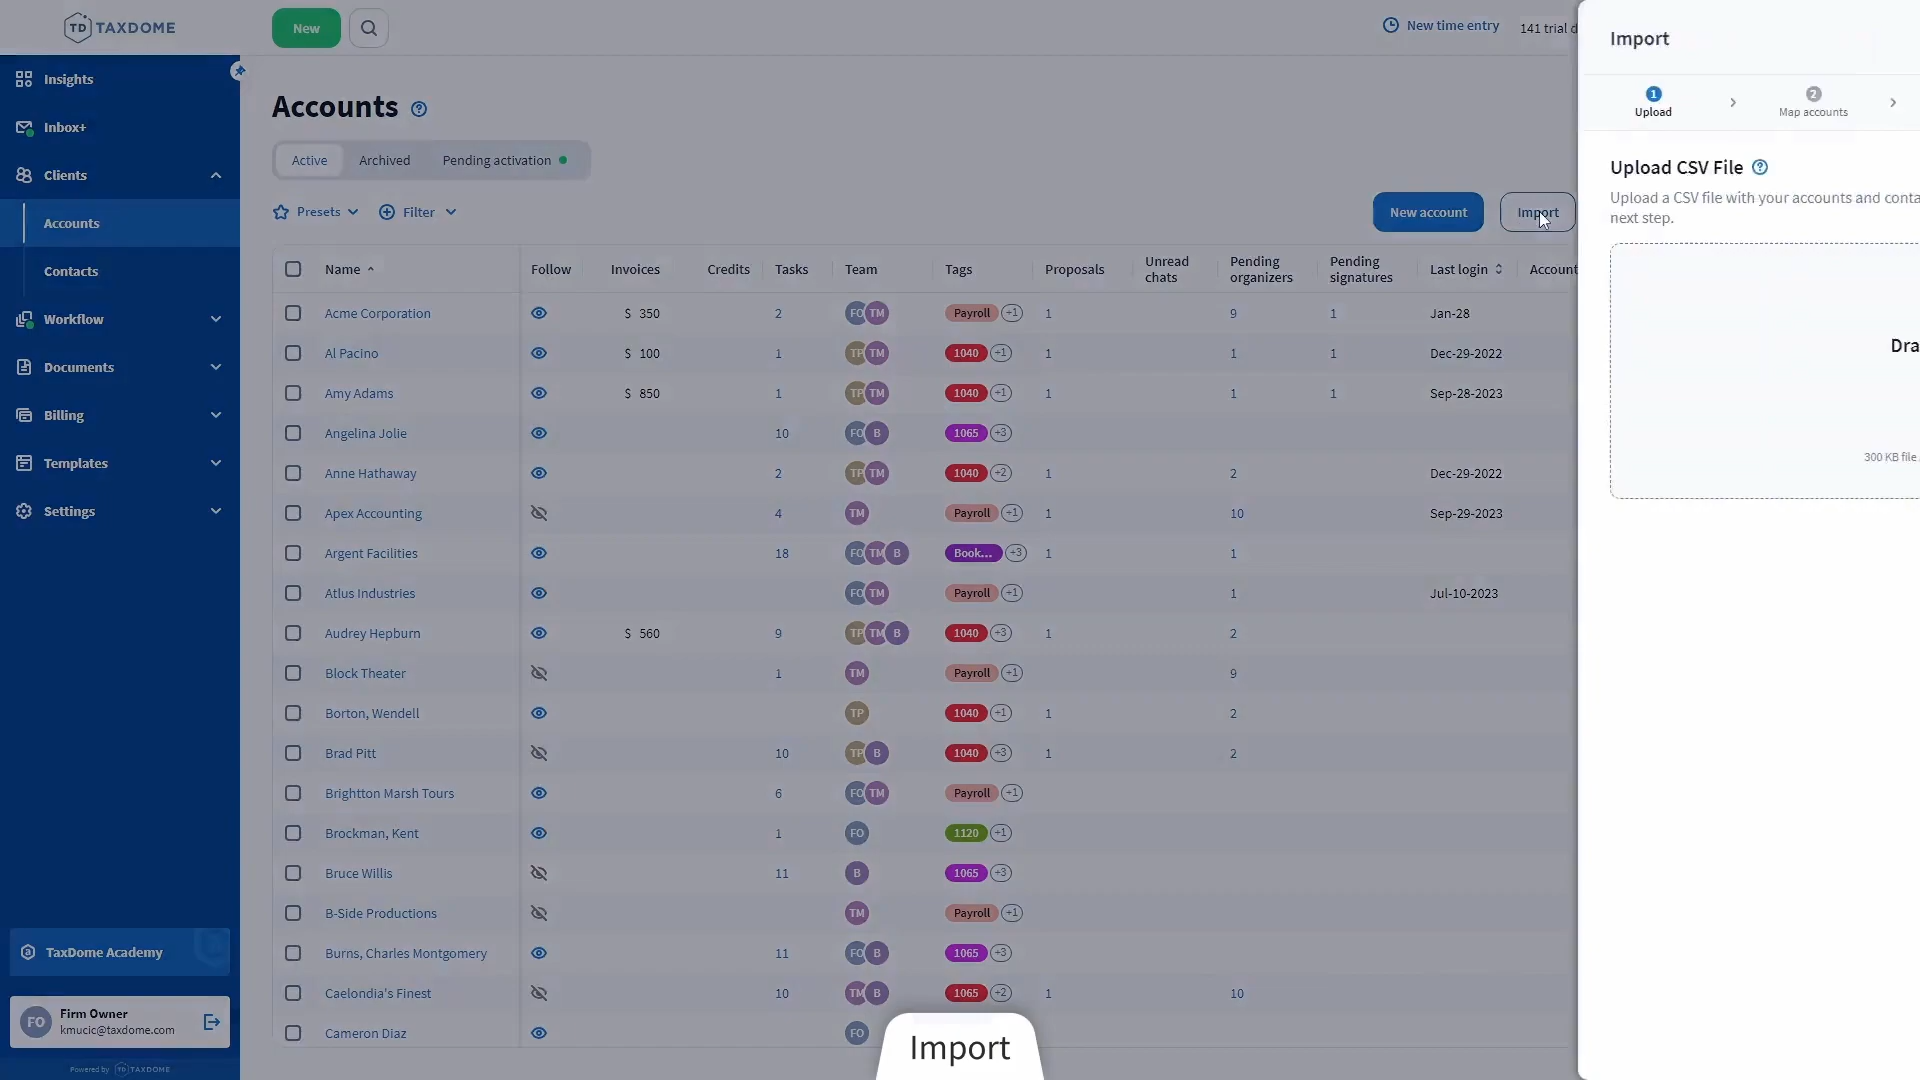 TD TAXDOME
New
New time entry
141 trial d
Insights
Inbox+
Clients
Accounts
Contacts
Workflow
Documents
Billing
Templates
Settings
TaxDome Academy
FO
Firm Owner
kmucic@taxdome.com
Powered by TD TAXDOME
Accounts ?
Active Archived Pending activation
Presets Filter
New account Import
Name Follow Invoices Credits Tasks Team Tags Proposals Unread chats Pending organizers Pending signatures Last login Account
Acme Corporation $ 350 2 FO TM Payroll +1 1 9 1 Jan-28
Al Pacino $ 100 1 TP TM 1040 +1 1 1 1 Dec-29-2022
Amy Adams $ 850 1 TP TM 1040 +1 1 1 1 Sep-28-2023
Angelina Jolie 10 FO B 1065 +3
Anne Hathaway 2 TP TM 1040 +2 1 2 Dec-29-2022
Apex Accounting 4 TM Payroll +1 1 10 Sep-29-2023
Argent Facilities 18 FO TM B Book... +3 1 1
Atlus Industries FO TM Payroll +1 1 Jul-10-2023
Audrey Hepburn $ 560 9 TP TM B 1040 +3 1 2
Block Theater 1 TM Payroll +1 9
Borton, Wendell TP 1040 +1 1 2
Brad Pitt 10 TP B 1040 +3 1 2
Brightton Marsh Tours 6 FO TM Payroll +1
Brockman, Kent 1 FO 1120 +1
Bruce Willis 11 B 1065 +3
B-Side Productions TM Payroll +1
Burns, Charles Montgomery 11 FO B 1065 +3
Caelondia's Finest 10 TM B 1065 +2 1 10
Cameron Diaz FO
Import
Import
1 Upload
2 Map accounts
Upload CSV File ?
Upload a CSV file with your accounts and conta
next step.
Dra
300 KB file